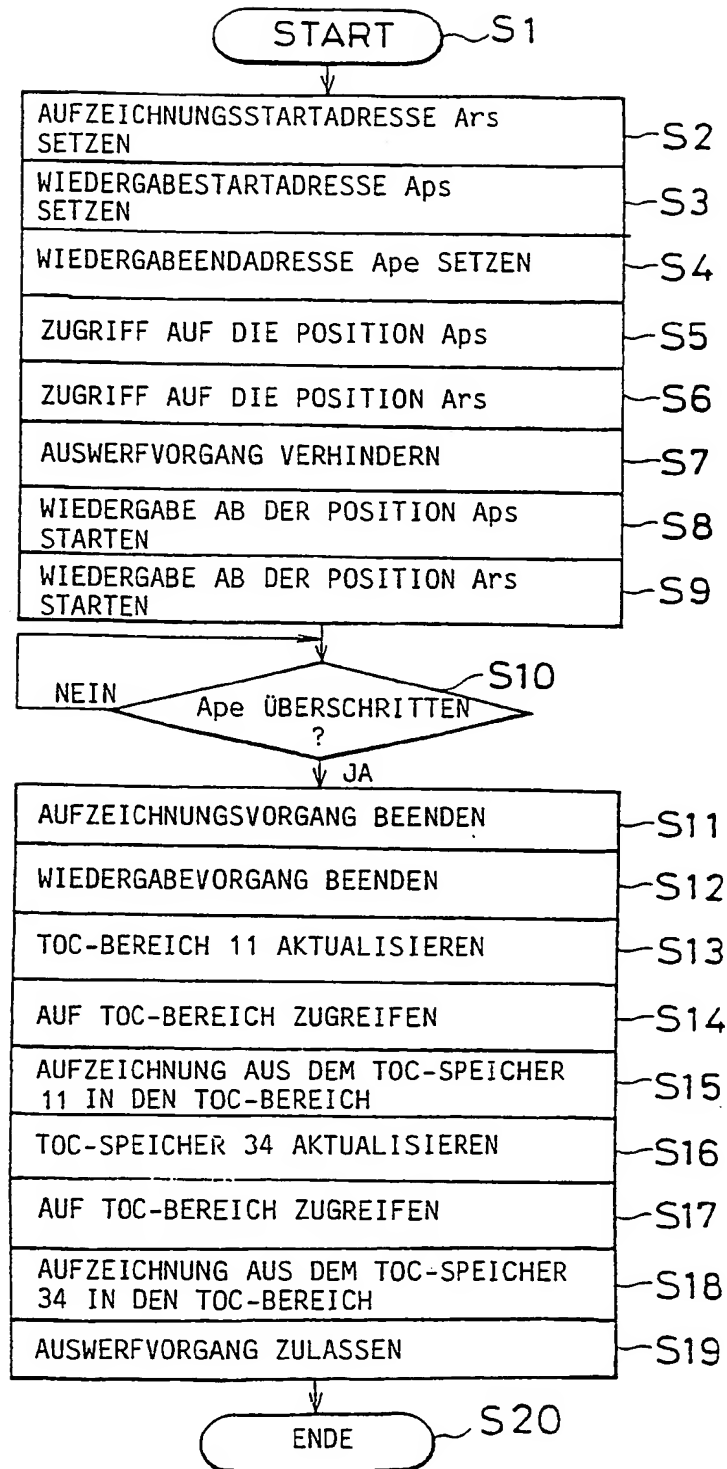 START S1
AUFZEICHNUNGSSTARTADRESSE Ars
SETZEN S2
WIEDERGABESTARTADRESSE Aps
SETZEN S3
WIEDERGABEENDADRESSE Ape SETZEN S4
ZUGRIFF AUF DIE POSITION Aps S5
ZUGRIFF AUF DIE POSITION Ars S6
AUSWERFVORGANG VERHINDERN S7
WIEDERGABE AB DER POSITION Aps
STARTEN S8
WIEDERGABE AB DER POSITION Ars
STARTEN S9
S10
NEIN
Ape ÜBERSCHRITTEN
?
JA
AUFZEICHNUNGSVORGANG BEENDEN S11
WIEDERGABEVORGANG BEENDEN S12
TOC-BEREICH 11 AKTUALISIEREN S13
AUF TOC-BEREICH ZUGREIFEN S14
AUFZEICHNUNG AUS DEM TOC-SPEICHER
11 IN DEN TOC-BEREICH S15
TOC-SPEICHER 34 AKTUALISIEREN S16
AUF TOC-BEREICH ZUGREIFEN S17
AUFZEICHNUNG AUS DEM TOC-SPEICHER
34 IN DEN TOC-BEREICH S18
AUSWERFVORGANG ZULASSEN S19
ENDE S20